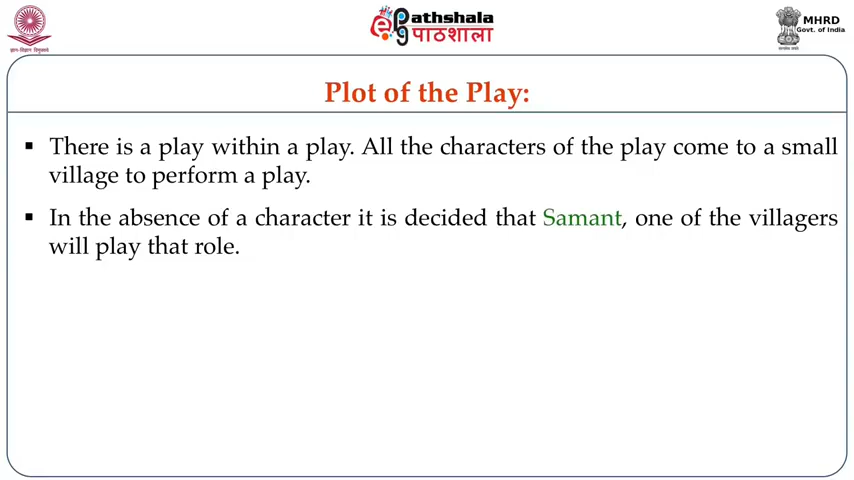 ePathshala
पाठशाला
MHRD
Govt. of India
ज्ञान-विज्ञान विमुक्तये
Plot of the Play:
▪ There is a play within a play. All the characters of the play come to a small
village to perform a play.
▪ In the absence of a character it is decided that Samant, one of the villagers
will play that role.